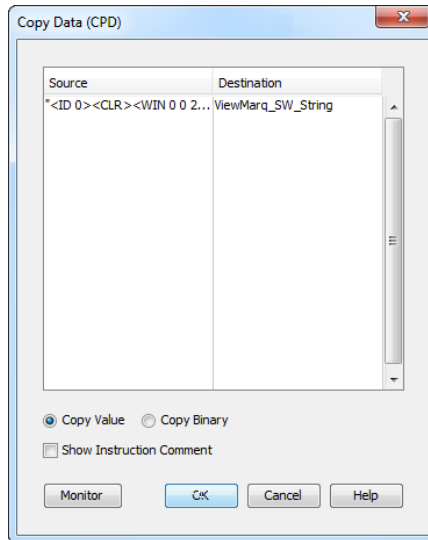 Copy Data (CPD)
Source Destination
"<ID 0><CLR><WIN 0 0 2... ViewMarq_SW_String
Copy Value Copy Binary
Show Instruction Comment
Monitor OK Cancel Help